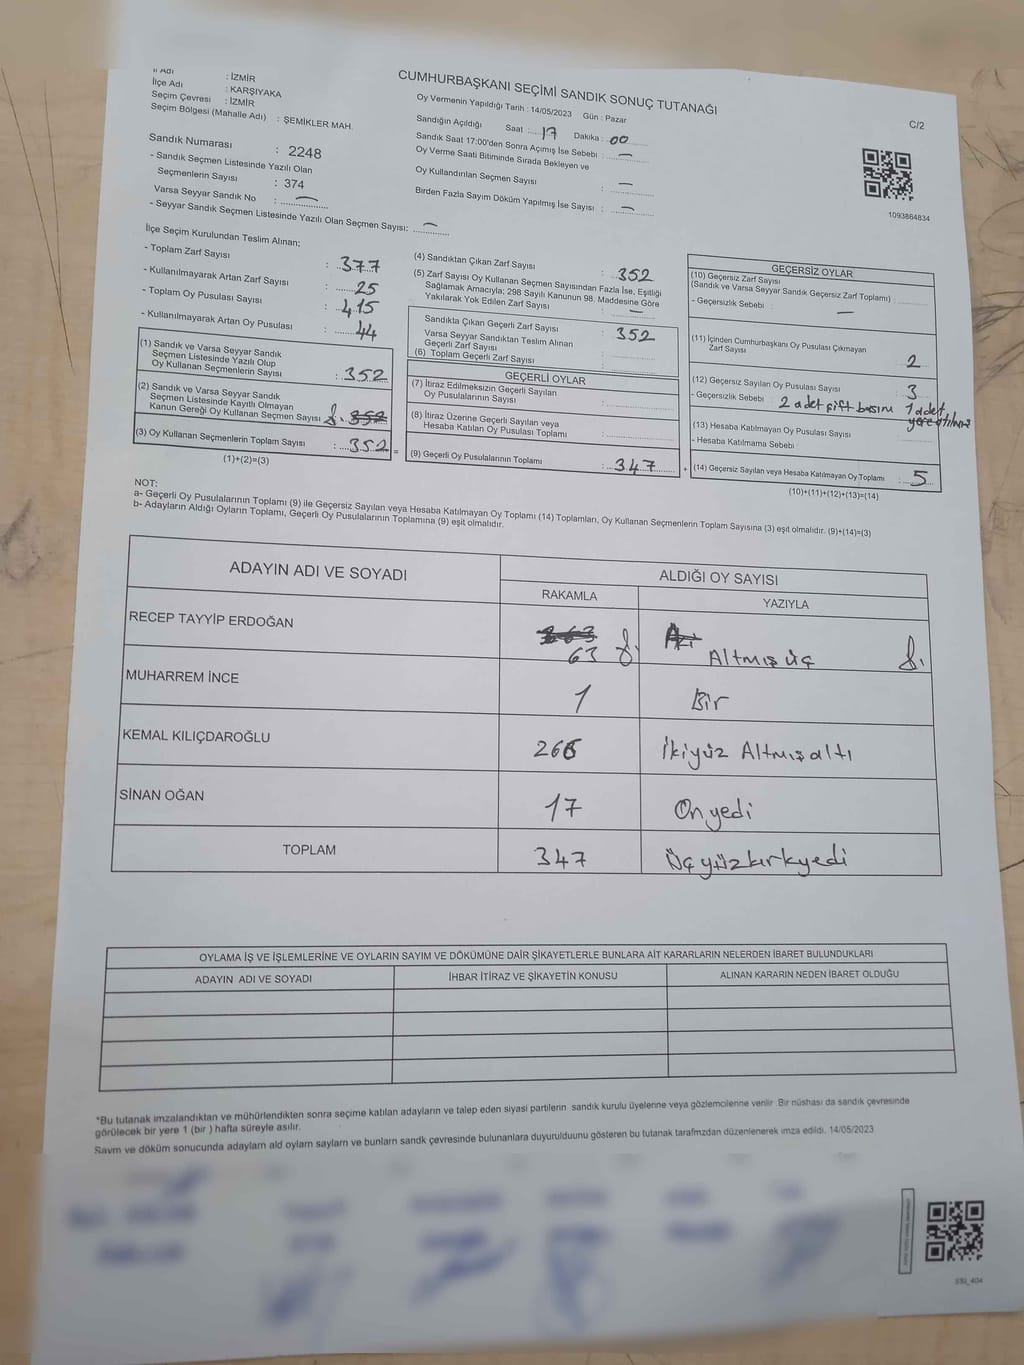 İl Adı : İZMİR
İlçe Adı : KARŞIYAKA
Seçim Çevresi : İZMİR
Seçim Bölgesi (Mahalle Adı) : ŞEMİKLER MAH.
CUMHURBAŞKANI SEÇİMİ SANDIK SONUÇ TUTANAĞI
C/2
Oy Vermenin Yapıldığı Tarih : 14/05/2023 Gün : Pazar
Sandığın Açıldığı Saat : 17 Dakika : 00
Sandık Saat 17:00'den Sonra Açımış İse Sebebi : —
Oy Verme Saati Bitiminde Sırada Bekleyen ve
Oy Kullandırılan Seçmen Sayısı : —
Birden Fazla Sayım Döküm Yapılmış İse Sayısı : —
1093864834
Sandık Numarası : 2248
- Sandık Seçmen Listesinde Yazılı Olan
Seçmenlerin Sayısı : 374
Varsa Seyyar Sandık No : —
- Seyyar Sandık Seçmen Listesinde Yazılı Olan Seçmen Sayısı: —
İlçe Seçim Kurulundan Teslim Alınan;
- Toplam Zarf Sayısı : 377
- Kullanılmayarak Artan Zarf Sayısı : 25
- Toplam Oy Pusulası Sayısı : 415
- Kullanılmayarak Artan Oy Pusulası : 44
(1) Sandık ve Varsa Seyyar Sandık
Seçmen Listesinde Yazılı Olup
Oy Kullanan Seçmenlerin Sayısı : 352
(2) Sandık ve Varsa Seyyar Sandık
Seçmen Listesinde Kayıtlı Olmayan
Kanun Gereği Oy Kullanan Seçmen Sayısı : 352
(3) Oy Kullanan Seçmenlerin Toplam Sayısı : 352 =
(1)+(2)=(3)
(4) Sandıktan Çıkan Zarf Sayısı : 352
(5) Zarf Sayısı Oy Kullanan Seçmen Sayısından Fazla İse, Eşitliği
Sağlamak Amacıyla; 298 Sayılı Kanunun 98. Maddesine Göre
Yakılarak Yok Edilen Zarf Sayısı : —
Sandıkta Çıkan Geçerli Zarf Sayısı : 352
Varsa Seyyar Sandıktan Teslim Alınan
Geçerli Zarf Sayısı :
(6) Toplam Geçerli Zarf Sayısı :
GEÇERLİ OYLAR
(7) İtiraz Edilmeksizin Geçerli Sayılan
Oy Pusulalarının Sayısı :
(8) İtiraz Üzerine Geçerli Sayılan veya
Hesaba Katılan Oy Pusulası Toplamı :
(9) Geçerli Oy Pusulalarının Toplamı : 347 +
GEÇERSİZ OYLAR
(10) Geçersiz Zarf Sayısı
(Sandık ve Varsa Seyyar Sandık Geçersiz Zarf Toplamı)
- Geçersizlik Sebebi : —
(11) İçinden Cumhurbaşkanı Oy Pusulası Çıkmayan
Zarf Sayısı : 2
(12) Geçersiz Sayılan Oy Pusulası Sayısı : 3
- Geçersizlik Sebebi : 2 adet çift basım 1 adet
(13) Hesaba Katılmayan Oy Pusulası Sayısı :
- Hesaba Katılmama Sebebi :
(14) Geçersiz Sayılan veya Hesaba Katılmayan Oy Toplamı : 5
(10)+(11)+(12)+(13)=(14)
NOT:
a- Geçerli Oy Pusulalarının Toplamı (9) ile Geçersiz Sayılan veya Hesaba Katılmayan Oy Toplamı (14) Toplamları, Oy Kullanan Seçmenlerin Toplam Sayısına (3) eşit olmalıdır. (9)+(14)=(3)
b- Adayların Aldığı Oyların Toplamı, Geçerli Oy Pusulalarının Toplamına (9) eşit olmalıdır.
ADAYIN ADI VE SOYADI ALDIĞI OY SAYISI
RAKAMLA YAZIYLA
RECEP TAYYİP ERDOĞAN 63 Altmış üç
MUHARREM İNCE 1 Bir
KEMAL KILIÇDAROĞLU 266 İkiyüz Altmışaltı
SİNAN OĞAN 17 Onyedi
TOPLAM 347 Üçyüzkırkyedi
OYLAMA İŞ VE İŞLEMLERİNE VE OYLARIN SAYIM VE DÖKÜMÜNE DAİR ŞİKAYETLERLE BUNLARA AİT KARARLARIN NELERDEN İBARET BULUNDUKLARI
ADAYIN ADI VE SOYADI İHBAR İTİRAZ VE ŞİKAYETİN KONUSU ALINAN KARARIN NEDEN İBARET OLDUĞU
*Bu tutanak imzalandıktan ve mühürlendikten sonra seçime katılan adayların ve talep eden siyasi partilerin sandık kurulu üyelerine veya gözlemcilerine verilir. Bir nüshası da sandık çevresinde
görülecek bir yere 1 (bir ) hafta süreyle asılır.
Sayım ve döküm sonucunda adaylarn ald oylarn saylarn ve bunlarn sandk çevresinde bulunanlara duyurulduunu gösteren bu tutanak tarafmzdan düzenlenerek imza edildi. 14/05/2023